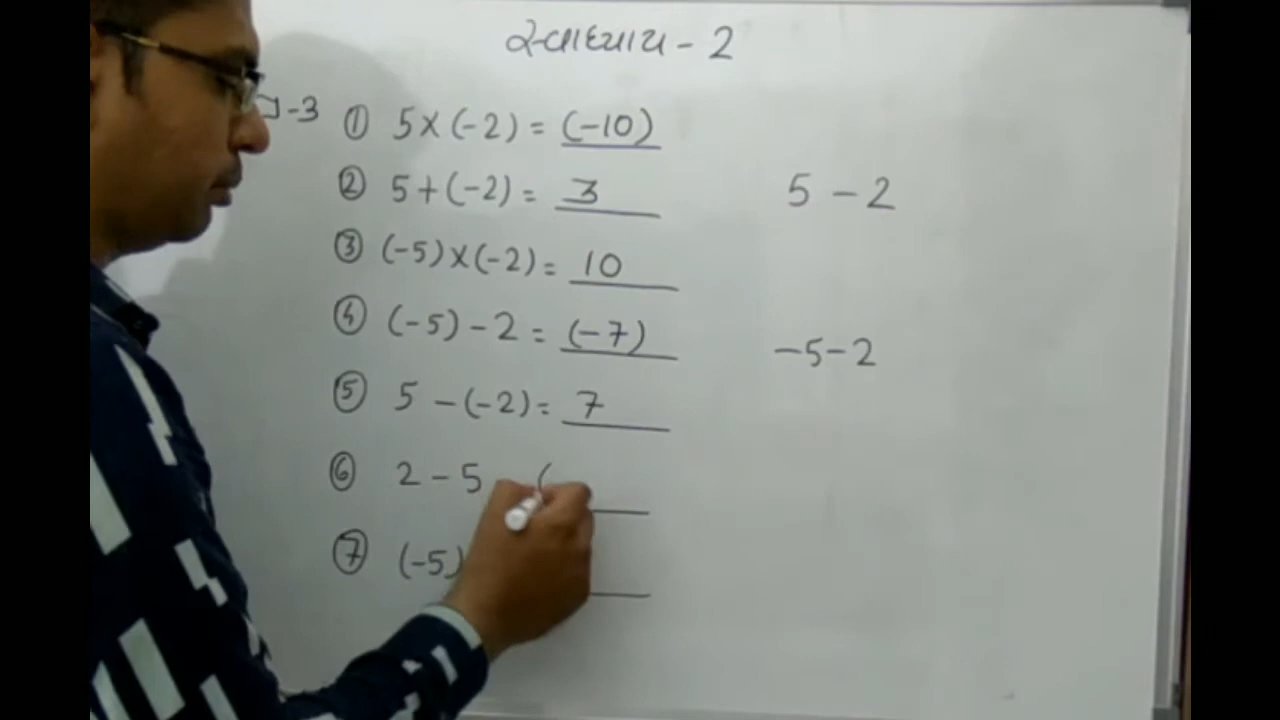 સ્વાધ્યાય - 2
-3 ① 5 × (-2) = (-10)
② 5 + (-2) = 3
5 - 2
③ (-5) × (-2) = 10
④ (-5) - 2 = (-7)
-5 - 2
⑤ 5 - (-2) = 7
⑥ 2 - 5 (
⑦ (-5)